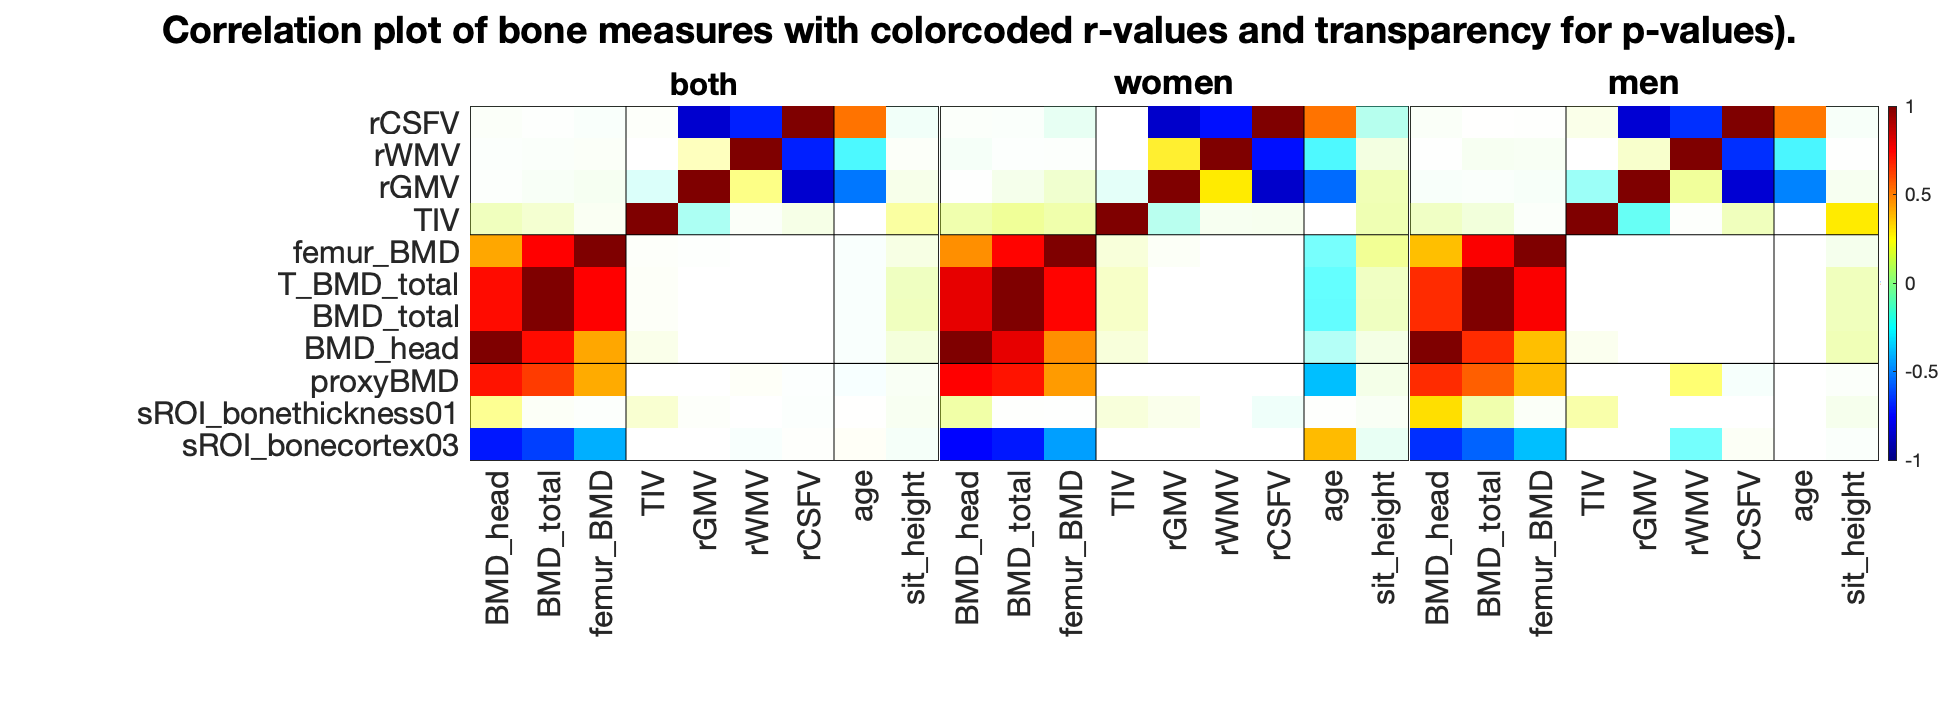 Correlation plot of bone measures with colorcoded r-values and transparency for p-values).
both
women
men
rCSFV
rWMV
rGMV
TIV
femur_BMD
T_BMD_total
BMD_total
BMD_head
proxyBMD
sROI_bonethickness01
sROI_bonecortex03
BMD_head
BMD_total
femur_BMD
TIV
rGMV
rWMV
rCSFV
age
sit_height
BMD_head
BMD_total
femur_BMD
TIV
rGMV
rWMV
rCSFV
age
sit_height
BMD_head
BMD_total
femur_BMD
TIV
rGMV
rWMV
rCSFV
age
sit_height
1
0.5
0
-0.5
-1